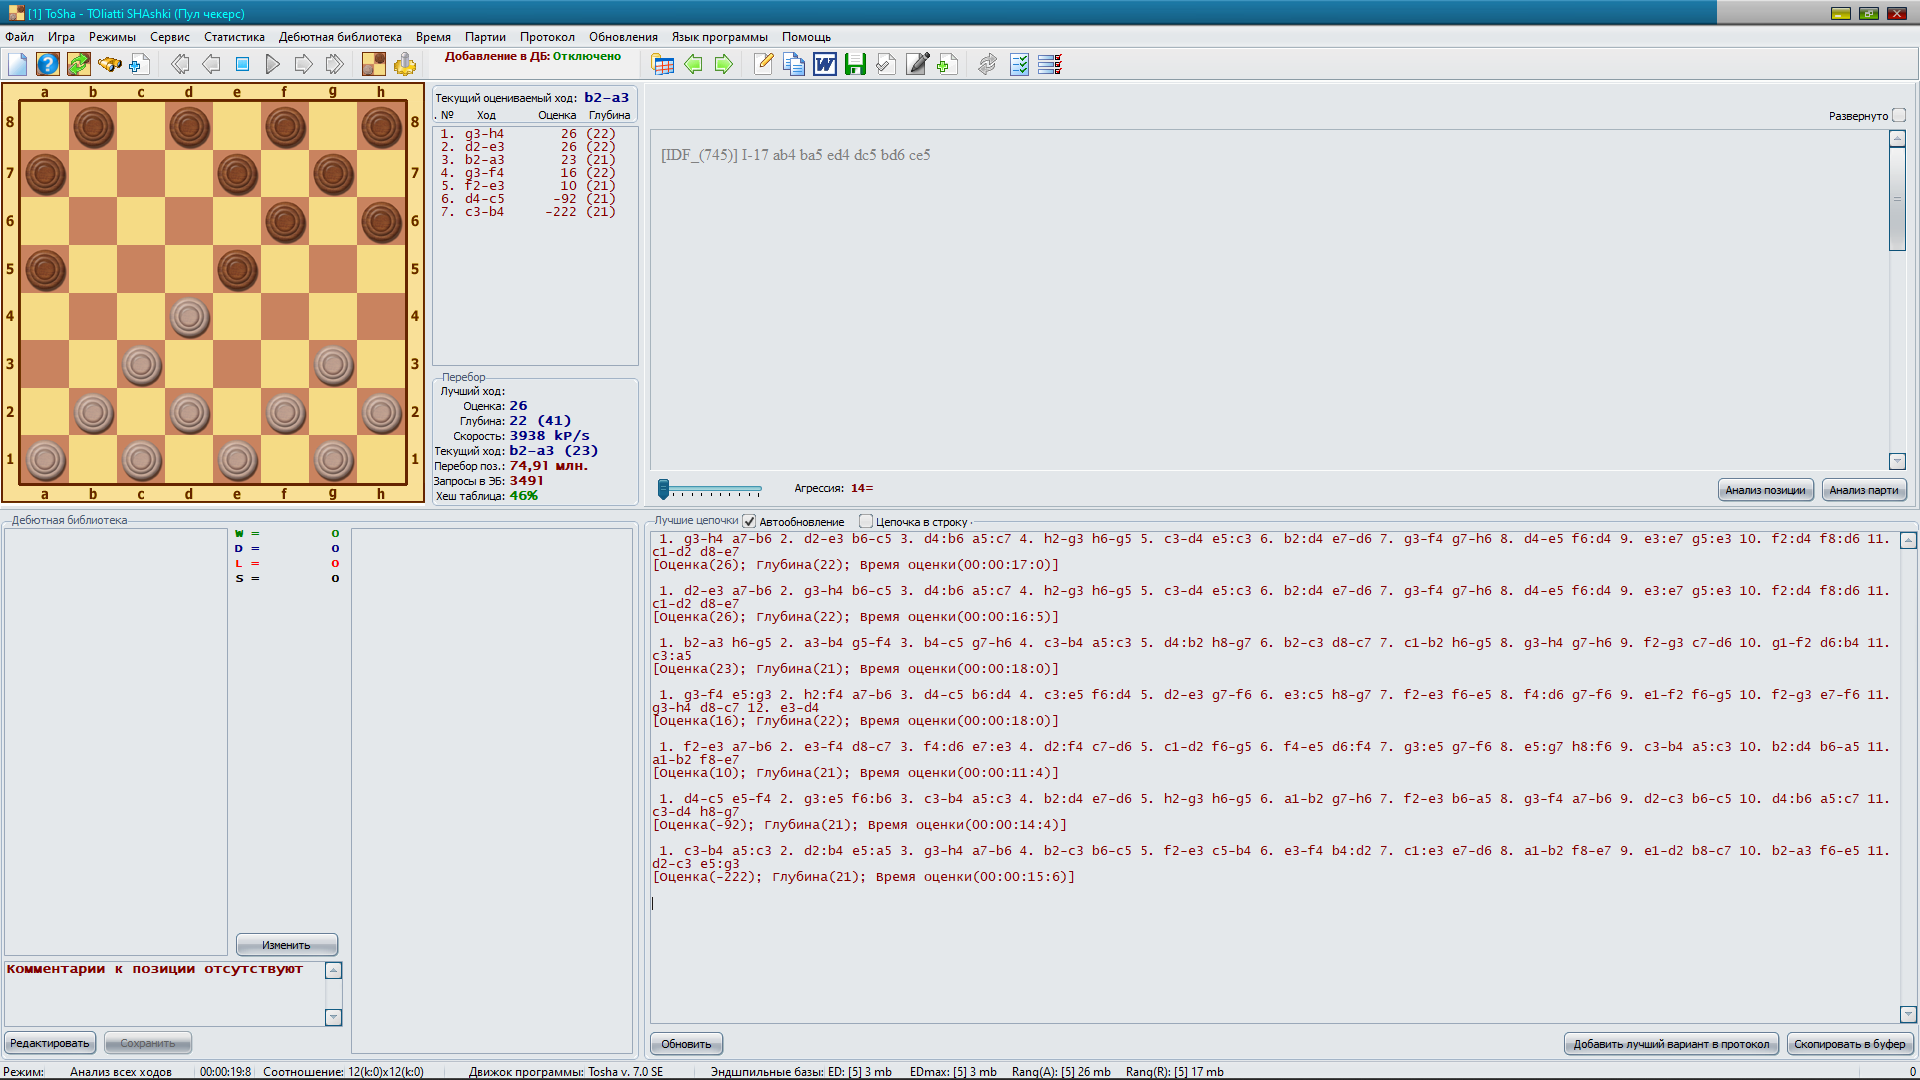 [1] ToSha - TOliatti SHAshki (Пул чекерс)
Файл Игра Режимы Сервис Статистика Дебютная библиотека Время Партии Протокол Обновления Язык программы Помощь
Добавление в ДБ: Отключено
a b c d e f g h
8 8
7 7
6 6
5 5
4 4
3 3
2 2
1 1
a b c d e f g h
Текущий оцениваемый ход: b2-a3
. № Ход Оценка Глубина
1. g3-h4 26 (22)
2. d2-e3 26 (22)
3. b2-a3 23 (21)
4. g3-f4 16 (22)
5. f2-e3 10 (21)
6. d4-c5 -92 (21)
7. c3-b4 -222 (21)
Перебор
Лучший ход:
Оценка: 26
Глубина: 22 (41)
Скорость: 3938 kP/s
Текущий ход: b2-a3 (23)
Перебор поз.: 74,91 млн.
Запросы в ЭБ: 3491
Хеш таблица: 46%
Развернуто
[IDF_(745)] I-17 ab4 ba5 ed4 dc5 bd6 ce5
Агрессия: 14=
Анализ позиции Анализ парти
Дебютная библиотека
W = 0
D = 0
L = 0
S = 0
Изменить
Комментарии к позиции отсутствуют
Редактировать Сохранить
Лучшие цепочки Автообновление Цепочка в строку
1. g3-h4 a7-b6 2. d2-e3 b6-c5 3. d4:b6 a5:c7 4. h2-g3 h6-g5 5. c3-d4 e5:c3 6. b2:d4 e7-d6 7. g3-f4 g7-h6 8. d4-e5 f6:d4 9. e3:e7 g5:e3 10. f2:d4 f8:d6 11.
c1-d2 d8-e7
[Оценка(26); Глубина(22); Время оценки(00:00:17:0)]
1. d2-e3 a7-b6 2. g3-h4 b6-c5 3. d4:b6 a5:c7 4. h2-g3 h6-g5 5. c3-d4 e5:c3 6. b2:d4 e7-d6 7. g3-f4 g7-h6 8. d4-e5 f6:d4 9. e3:e7 g5:e3 10. f2:d4 f8:d6 11.
c1-d2 d8-e7
[Оценка(26); Глубина(22); Время оценки(00:00:16:5)]
1. b2-a3 h6-g5 2. a3-b4 g5-f4 3. b4-c5 g7-h6 4. c3-b4 a5:c3 5. d4:b2 h8-g7 6. b2-c3 d8-c7 7. c1-b2 h6-g5 8. g3-h4 g7-h6 9. f2-g3 c7-d6 10. g1-f2 d6:b4 11.
c3:a5
[Оценка(23); Глубина(21); Время оценки(00:00:18:0)]
1. g3-f4 e5:g3 2. h2:f4 a7-b6 3. d4-c5 b6:d4 4. c3:e5 f6:d4 5. d2-e3 g7-f6 6. e3:c5 h8-g7 7. f2-e3 f6-e5 8. f4:d6 g7-f6 9. e1-f2 f6-g5 10. f2-g3 e7-f6 11.
g3-h4 d8-c7 12. e3-d4
[Оценка(16); Глубина(22); Время оценки(00:00:18:0)]
1. f2-e3 a7-b6 2. e3-f4 d8-c7 3. f4:d6 e7:e3 4. d2:f4 c7-d6 5. c1-d2 f6-g5 6. f4-e5 d6:f4 7. g3:e5 g7-f6 8. e5:g7 h8:f6 9. c3-b4 a5:c3 10. b2:d4 b6-a5 11.
a1-b2 f8-e7
[Оценка(10); Глубина(21); Время оценки(00:00:11:4)]
1. d4-c5 e5-f4 2. g3:e5 f6:b6 3. c3-b4 a5:c3 4. b2:d4 e7-d6 5. h2-g3 h6-g5 6. a1-b2 g7-h6 7. f2-e3 b6-a5 8. g3-f4 a7-b6 9. d2-c3 b6-c5 10. d4:b6 a5:c7 11.
c3-d4 h8-g7
[Оценка(-92); Глубина(21); Время оценки(00:00:14:4)]
1. c3-b4 a5:c3 2. d2:b4 e5:a5 3. g3-h4 a7-b6 4. b2-c3 b6-c5 5. f2-e3 c5-b4 6. e3-f4 b4:d2 7. c1:e3 e7-d6 8. a1-b2 f8-e7 9. e1-d2 b8-c7 10. b2-a3 f6-e5 11.
d2-c3 e5:g3
[Оценка(-222); Глубина(21); Время оценки(00:00:15:6)]
Обновить Добавить лучший вариант в протокол Скопировать в буфер
Режим: Анализ всех ходов 00:00:19:8 Соотношение: 12(k:0)x12(k:0) Движок программы: Tosha v. 7.0 SE Эндшпильные базы: ED: [5] 3 mb EDmax: [5] 3 mb Rang(A): [5] 26 mb Rang(R): [5] 17 mb 0